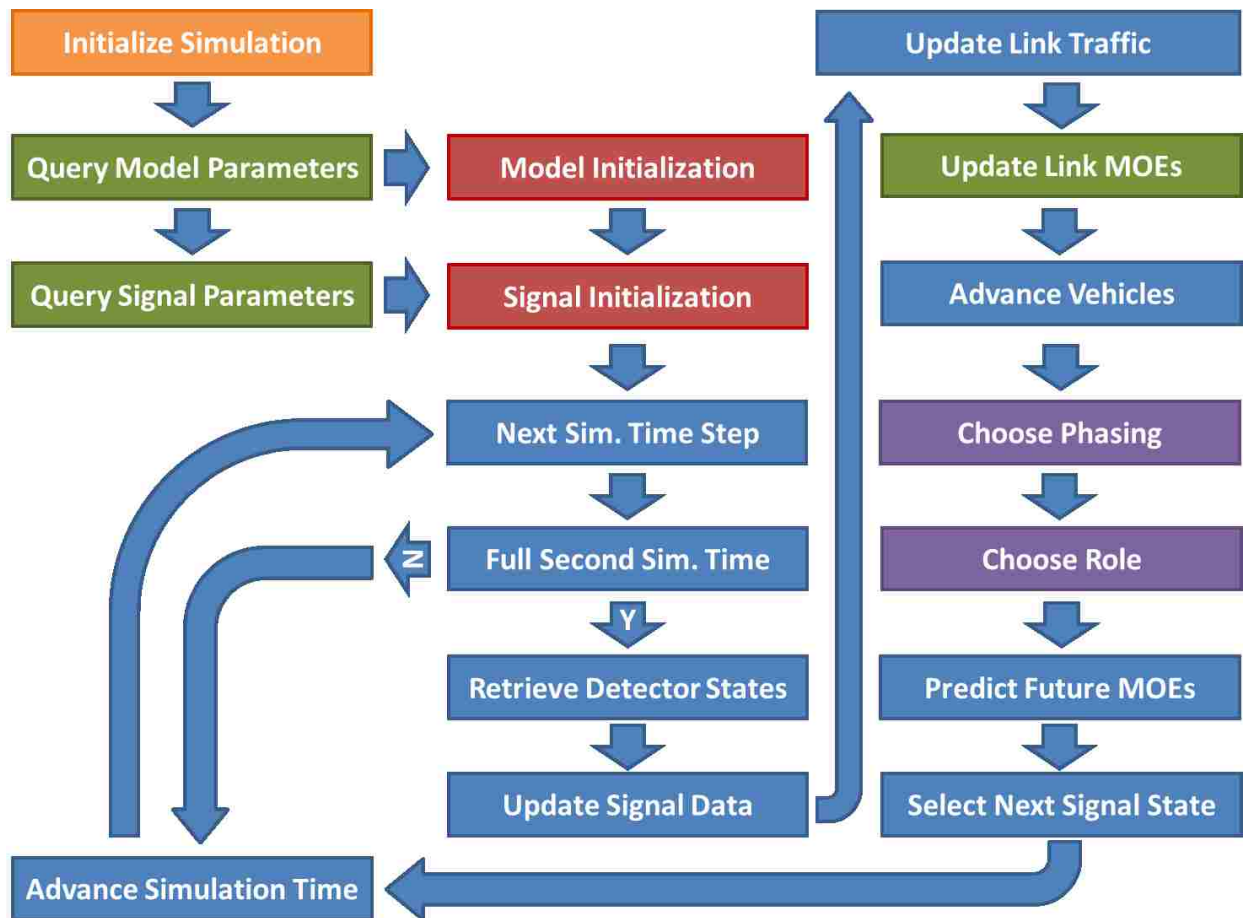 Initialize Simulation
Query Model Parameters
Query Signal Parameters
Model Initialization
Signal Initialization
Next Sim. Time Step
Full Second Sim. Time
N
Y
Retrieve Detector States
Update Signal Data
Update Link Traffic
Update Link MOEs
Advance Vehicles
Choose Phasing
Choose Role
Predict Future MOEs
Select Next Signal State
Advance Simulation Time